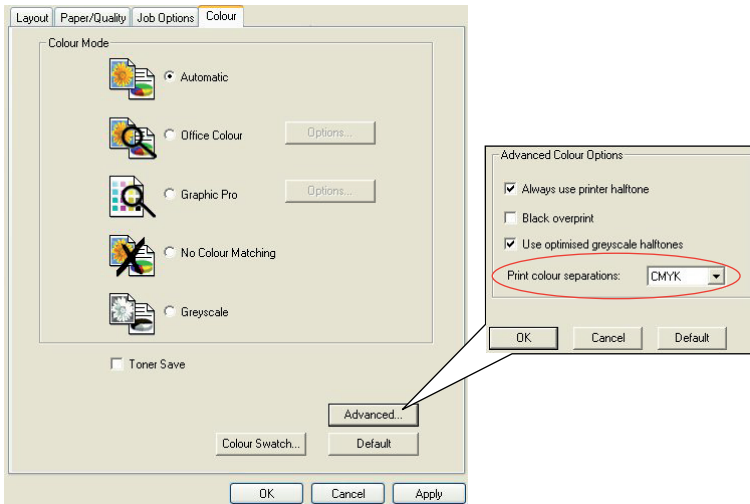 Layout Paper/Quality Job Options Colour
Colour Mode
Automatic
Office Colour Options...
Graphic Pro Options...
No Colour Matching
Greyscale
Toner Save
Advanced...
Colour Swatch... Default
OK Cancel Apply
Advanced Colour Options
Always use printer halftone
Black overprint
Use optimised greyscale halftones
Print colour separations: CMYK
OK Cancel Default